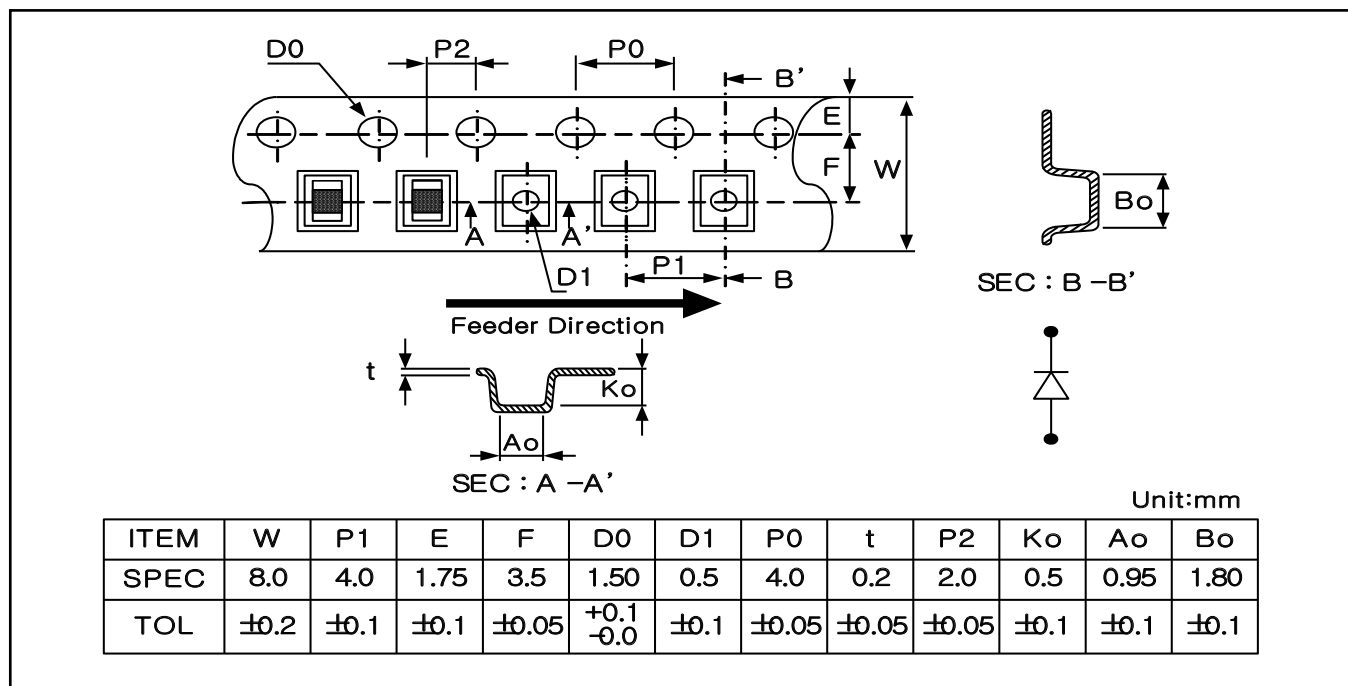 D0
P2
P0
B’
E
F
W
A
A’
D1
P1
B
Bo
SEC : B –B’
Feeder Direction
t
Ko
Ao
SEC : A –A’
Unit:mm
ITEM W P1 E F D0 D1 P0 t P2 Ko Ao Bo
SPEC 8.0 4.0 1.75 3.5 1.50 0.5 4.0 0.2 2.0 0.5 0.95 1.80
TOL ±0.2 ±0.1 ±0.1 ±0.05 +0.1 -0.0 ±0.1 ±0.05 ±0.05 ±0.05 ±0.1 ±0.1 ±0.1